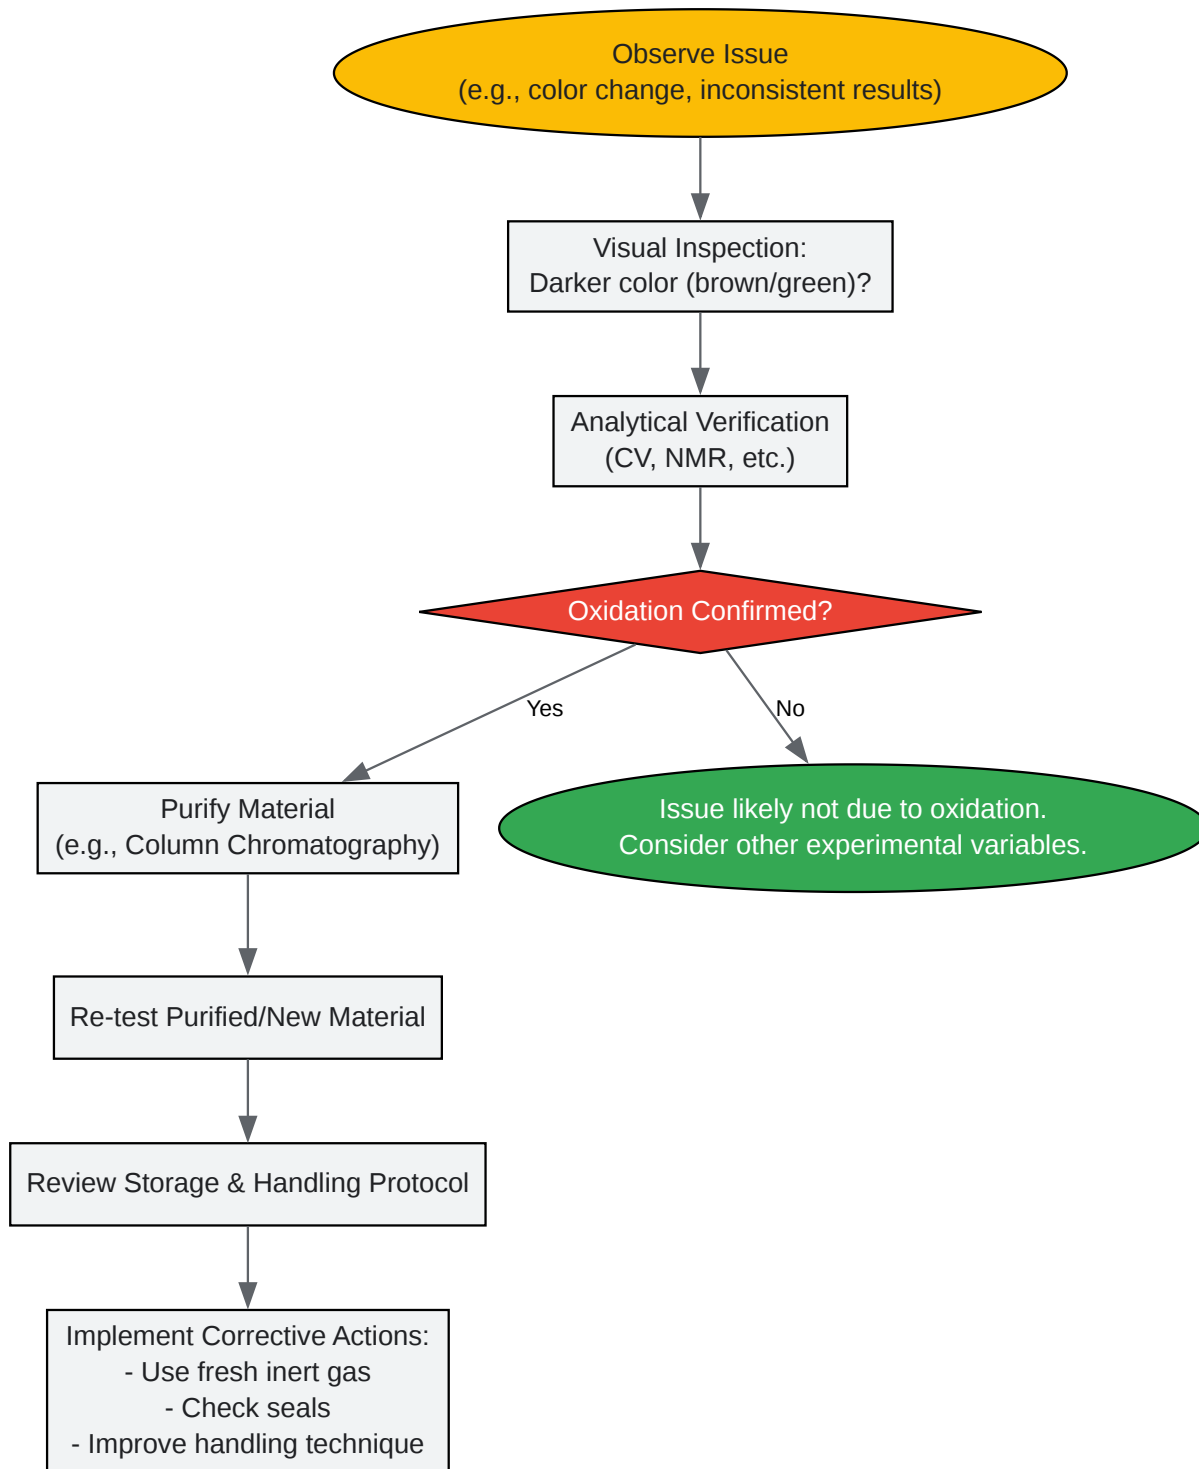 Observe Issue
(e.g., color change, inconsistent results)
Visual Inspection:
Darker color (brown/green)?
Analytical Verification
(CV, NMR, etc.)
Oxidation Confirmed?
Yes
No
Purify Material
(e.g., Column Chromatography)
Issue likely not due to oxidation.
Consider other experimental variables.
Re-test Purified/New Material
Review Storage & Handling Protocol
Implement Corrective Actions:
- Use fresh inert gas
- Check seals
- Improve handling technique